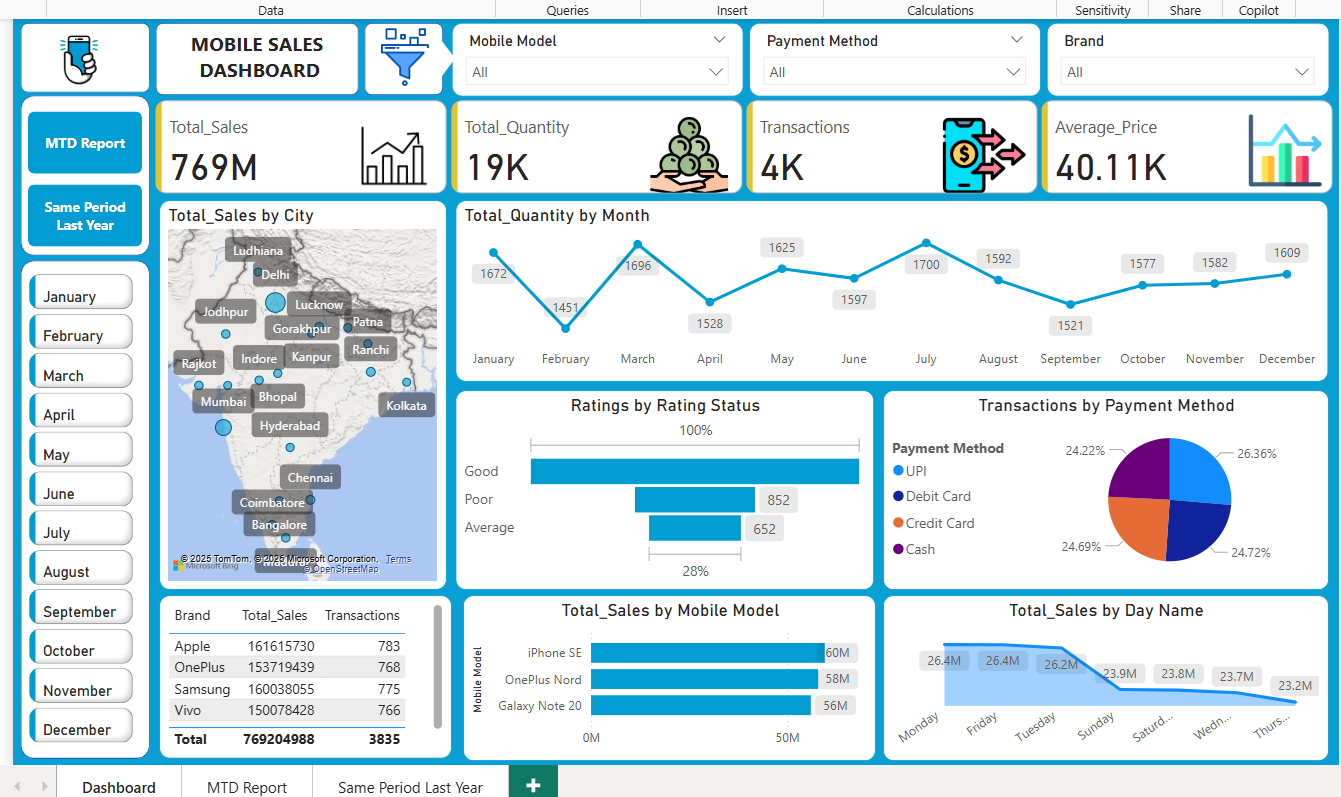 Data Queries Insert Calculations Sensitivity Share Copilot
MOBILE SALES
DASHBOARD
Mobile Model
All
Payment Method
All
Brand
All
MTD Report
Same Period
Last Year
Total_Sales
769M
Total_Quantity
19K
Transactions
4K
Average_Price
40.11K
January
February
March
April
May
June
July
August
September
October
November
December
Total_Sales by City
Ludhiana
Delhi
Lucknow
Jodhpur
Gorakhpur
Patna
Ranchi
Indore
Kanpur
Rajkot
Mumbai
Bhopal
Kolkata
Hyderabad
Chennai
Coimbatore
Bangalore
© 2025 TomTom, © 2025 Microsoft Corporation, Terms
Microsoft Bing
© OpenStreetMap
Total_Quantity by Month
1672
1451
1696
1528
1625
1597
1700
1592
1521
1577
1582
1609
January February March April May June July August September October November December
Ratings by Rating Status
100%
Good
Poor 852
Average 652
28%
Transactions by Payment Method
Payment Method
UPI
Debit Card
Credit Card
Cash
24.22%
26.36%
24.69%
24.72%
Brand Total_Sales Transactions
Apple 161615730 783
OnePlus 153719439 768
Samsung 160038055 775
Vivo 150078428 766
Total 769204988 3835
Total_Sales by Mobile Model
Mobile Model
iPhone SE 60M
OnePlus Nord 58M
Galaxy Note 20 56M
0M 50M
Total_Sales by Day Name
26.4M 26.4M 26.2M 23.9M 23.8M 23.7M 23.2M
Monday Friday Tuesday Sunday Saturd... Wedn... Thurs...
Dashboard MTD Report Same Period Last Year +